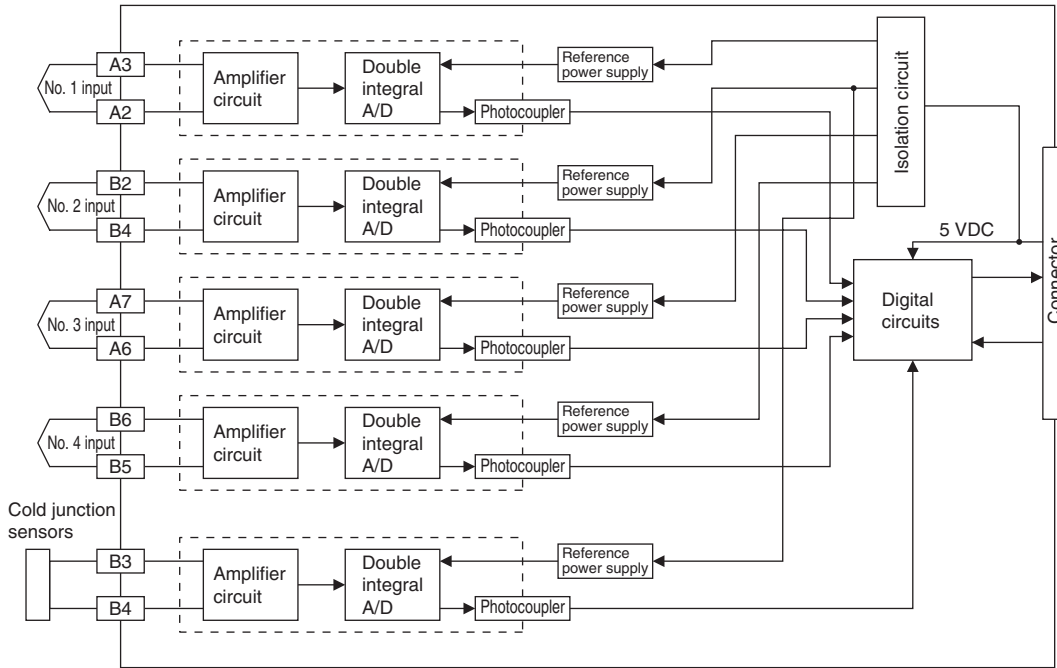 A3
No. 1 input
A2
Amplifier
circuit
Double
integral
A/D
Reference
power supply
Photocoupler
Isolation circuit
B2
No. 2 input
B4
Amplifier
circuit
Double
integral
A/D
Reference
power supply
Photocoupler
5 VDC
Connector
A7
No. 3 input
A6
Amplifier
circuit
Double
integral
A/D
Reference
power supply
Photocoupler
Digital
circuits
B6
No. 4 input
B5
Amplifier
circuit
Double
integral
A/D
Reference
power supply
Photocoupler
Cold junction
sensors
B3
B4
Amplifier
circuit
Double
integral
A/D
Reference
power supply
Photocoupler